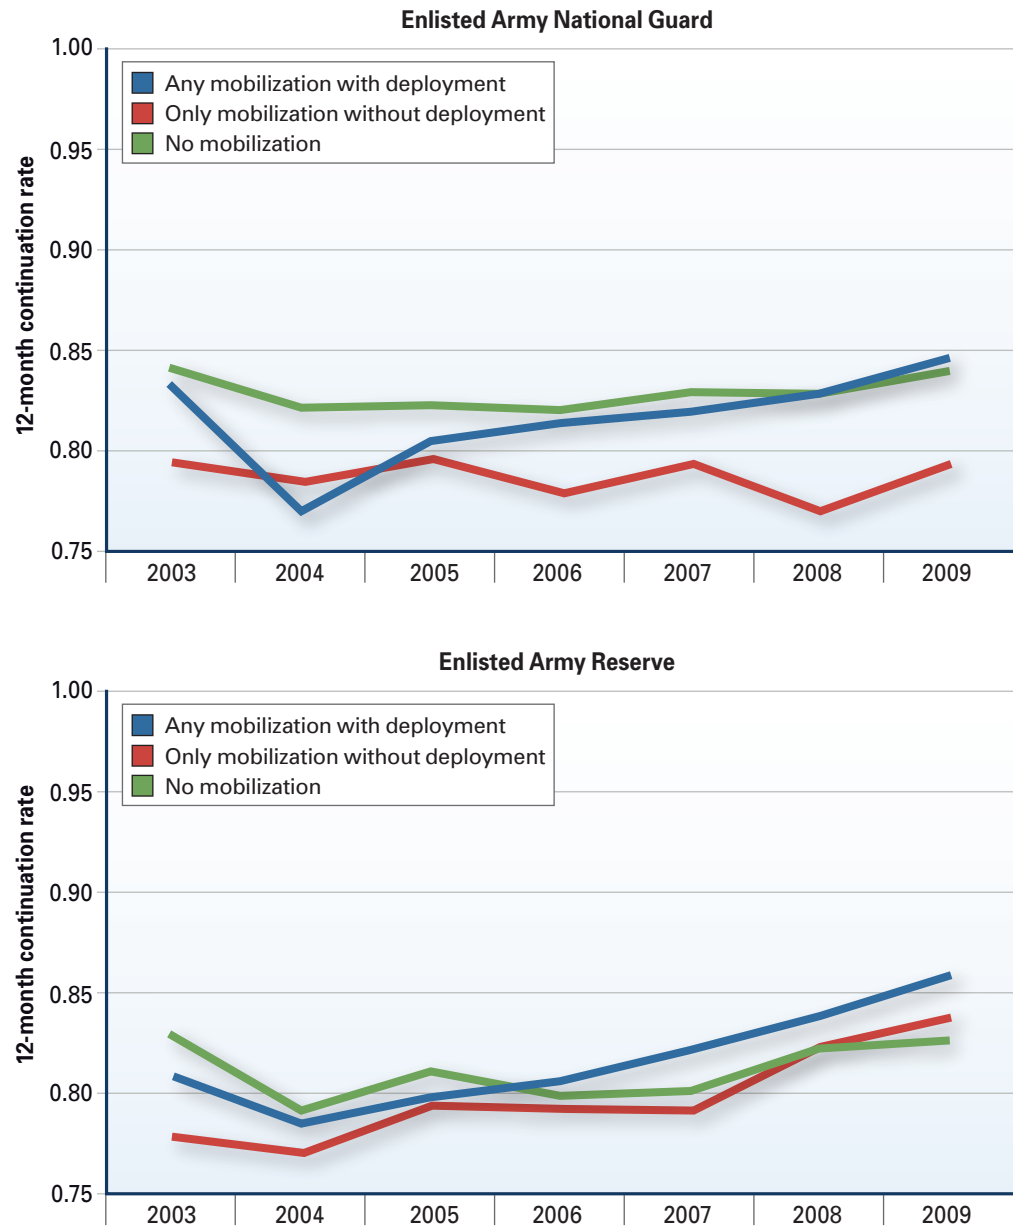 Enlisted Army National Guard
1.00
Any mobilization with deployment
Only mobilization without deployment
No mobilization
0.95
0.90
0.85
0.80
0.75
12-month continuation rate
2003 2004 2005 2006 2007 2008 2009
Enlisted Army Reserve
1.00
Any mobilization with deployment
Only mobilization without deployment
No mobilization
0.95
0.90
0.85
0.80
0.75
12-month continuation rate
2003 2004 2005 2006 2007 2008 2009